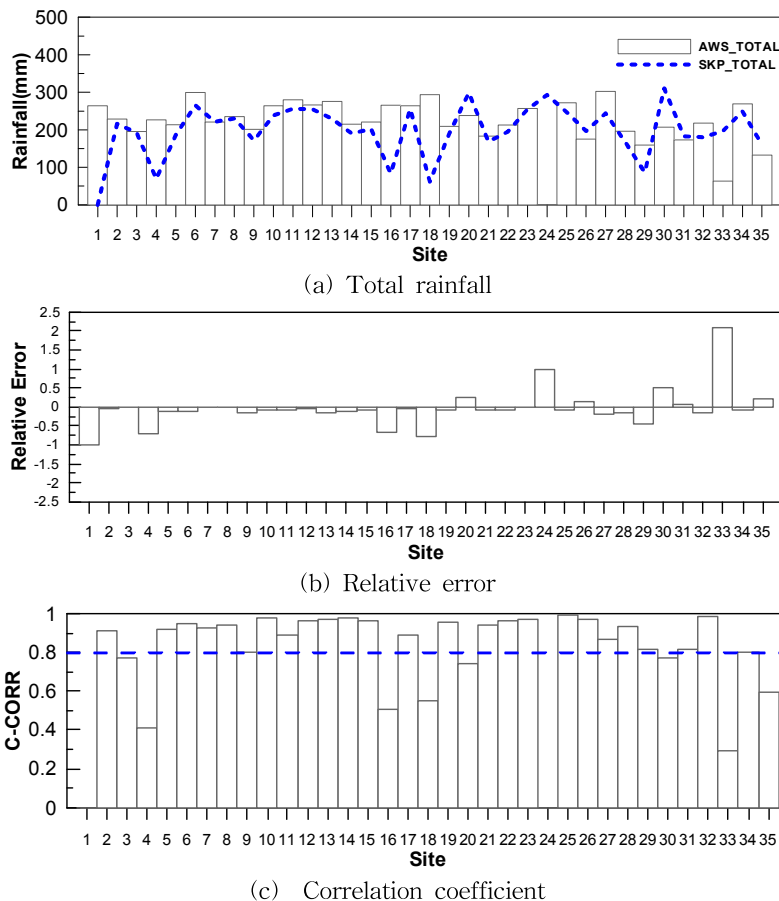 500
400
300
200
100
0
Rainfall(mm)
AWS_TOTAL
SKP_TOTAL
1 2 3 4 5 6 7 8 9 10 11 12 13 14 15 16 17 18 19 20 21 22 23 24 25 26 27 28 29 30 31 32 33 34 35
Site
(a) Total rainfall
2.5
2
1.5
1
0.5
0
-0.5
-1
-1.5
-2
-2.5
Relative Error
1 2 3 4 5 6 7 8 9 10 11 12 13 14 15 16 17 18 19 20 21 22 23 24 25 26 27 28 29 30 31 32 33 34 35
Site
(b) Relative error
1
0.8
0.6
0.4
0.2
0
C-CORR
1 2 3 4 5 6 7 8 9 10 11 12 13 14 15 16 17 18 19 20 21 22 23 24 25 26 27 28 29 30 31 32 33 34 35
Site
(c) Correlation coefficient